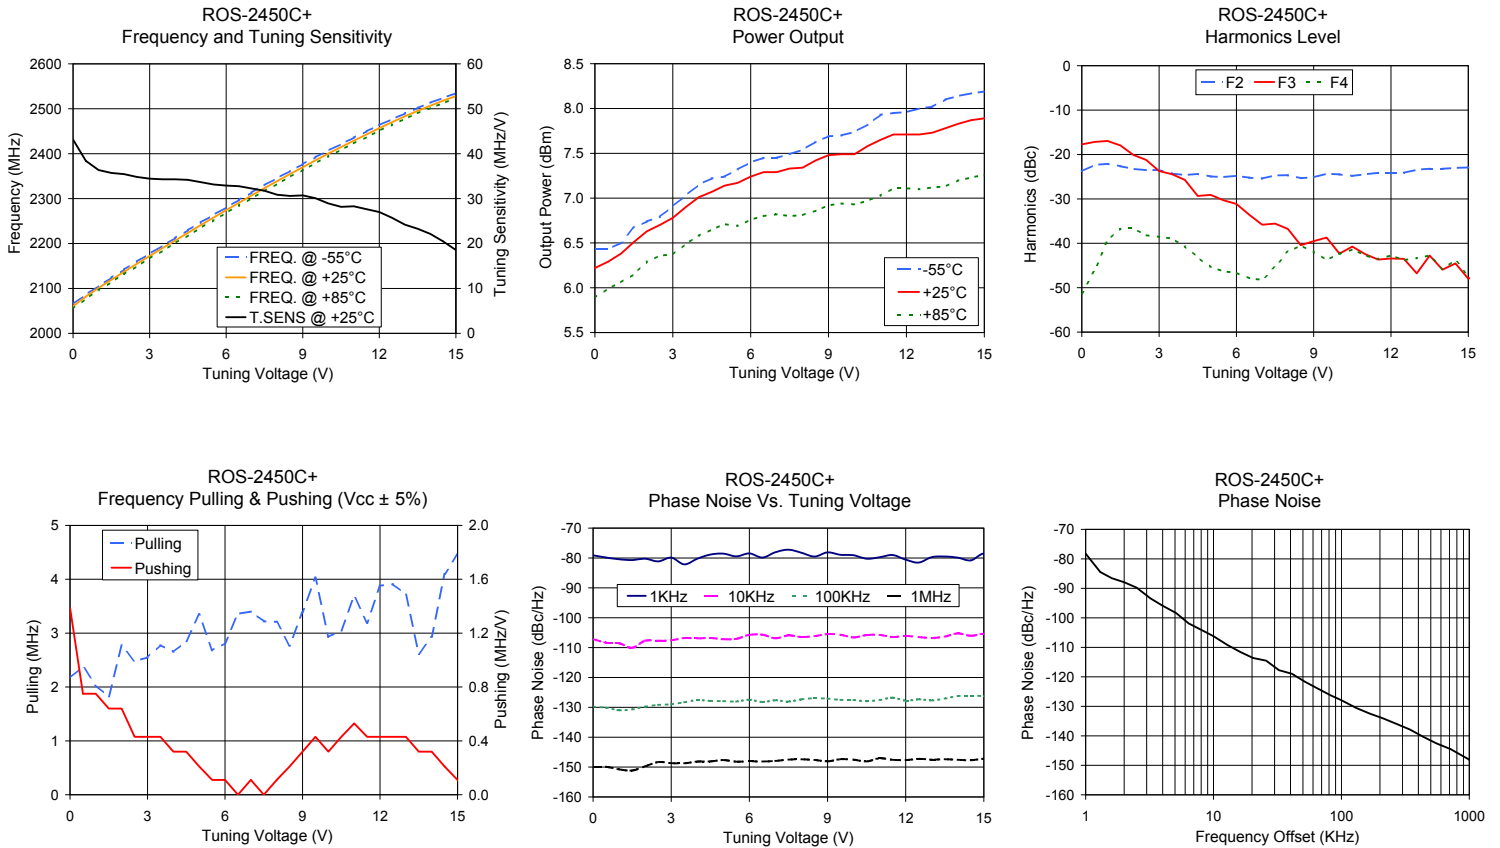 ROS-2450C+
Frequency and Tuning Sensitivity
2600
2500
2400
2300
2200
2100
2000
60
50
40
30
20
10
0
Frequency (MHz)
Tuning Sensitivity (MHz/V)
FREQ. @ -55°C
FREQ. @ +25°C
FREQ. @ +85°C
T.SENS @ +25°C
0 3 6 9 12 15
Tuning Voltage (V)
ROS-2450C+
Power Output
8.5
8.0
7.5
7.0
6.5
6.0
5.5
Output Power (dBm)
-55°C
+25°C
+85°C
0 3 6 9 12 15
Tuning Voltage (V)
ROS-2450C+
Harmonics Level
0
-10
-20
-30
-40
-50
-60
Harmonics (dBc)
F2 F3 F4
0 3 6 9 12 15
Tuning Voltage (V)
ROS-2450C+
Frequency Pulling & Pushing (Vcc ± 5%)
5
4
3
2
1
0
2.0
1.6
1.2
0.8
0.4
0.0
Pulling (MHz)
Pushing (MHz/V)
Pulling
Pushing
0 3 6 9 12 15
Tuning Voltage (V)
ROS-2450C+
Phase Noise Vs. Tuning Voltage
-70
-80
-90
-100
-110
-120
-130
-140
-150
-160
Phase Noise (dBc/Hz)
1KHz 10KHz 100KHz 1MHz
0 3 6 9 12 15
Tuning Voltage (V)
ROS-2450C+
Phase Noise
-70
-80
-90
-100
-110
-120
-130
-140
-150
-160
Phase Noise (dBc/Hz)
1 10 100 1000
Frequency Offset (KHz)